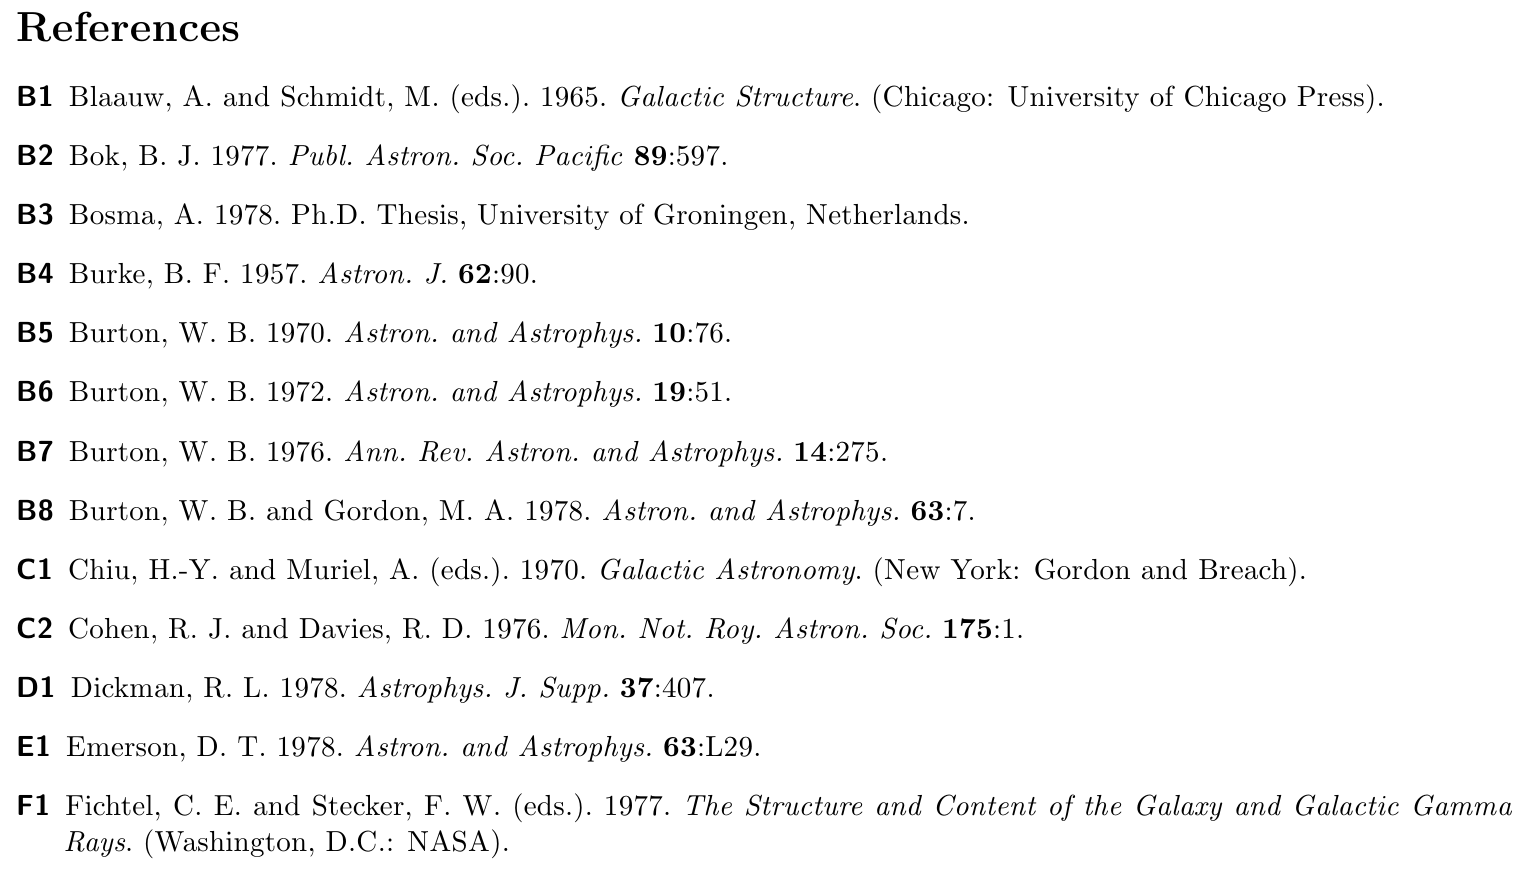 References
B1 Blaauw, A. and Schmidt, M. (eds.). 1965. Galactic Structure. (Chicago: University of Chicago Press).
B2 Bok, B. J. 1977. Publ. Astron. Soc. Pacific 89:597.
B3 Bosma, A. 1978. Ph.D. Thesis, University of Groningen, Netherlands.
B4 Burke, B. F. 1957. Astron. J. 62:90.
B5 Burton, W. B. 1970. Astron. and Astrophys. 10:76.
B6 Burton, W. B. 1972. Astron. and Astrophys. 19:51.
B7 Burton, W. B. 1976. Ann. Rev. Astron. and Astrophys. 14:275.
B8 Burton, W. B. and Gordon, M. A. 1978. Astron. and Astrophys. 63:7.
C1 Chiu, H.-Y. and Muriel, A. (eds.). 1970. Galactic Astronomy. (New York: Gordon and Breach).
C2 Cohen, R. J. and Davies, R. D. 1976. Mon. Not. Roy. Astron. Soc. 175:1.
D1 Dickman, R. L. 1978. Astrophys. J. Supp. 37:407.
E1 Emerson, D. T. 1978. Astron. and Astrophys. 63:L29.
F1 Fichtel, C. E. and Stecker, F. W. (eds.). 1977. The Structure and Content of the Galaxy and Galactic Gamma
Rays. (Washington, D.C.: NASA).